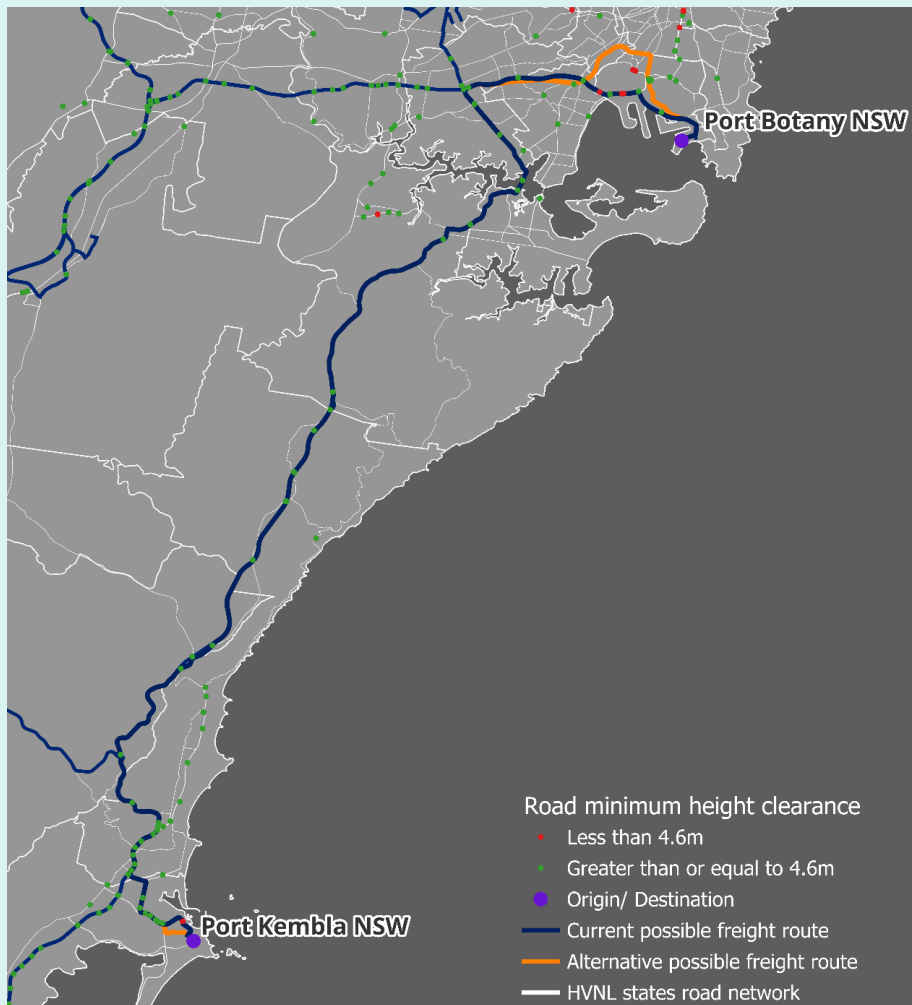 Port Botany NSW
Road minimum height clearance
Less than 4.6m
Greater than or equal to 4.6m
Origin/ Destination
Port Kembla NSW
Current possible freight route
Alternative possible freight route
HVNL states road network